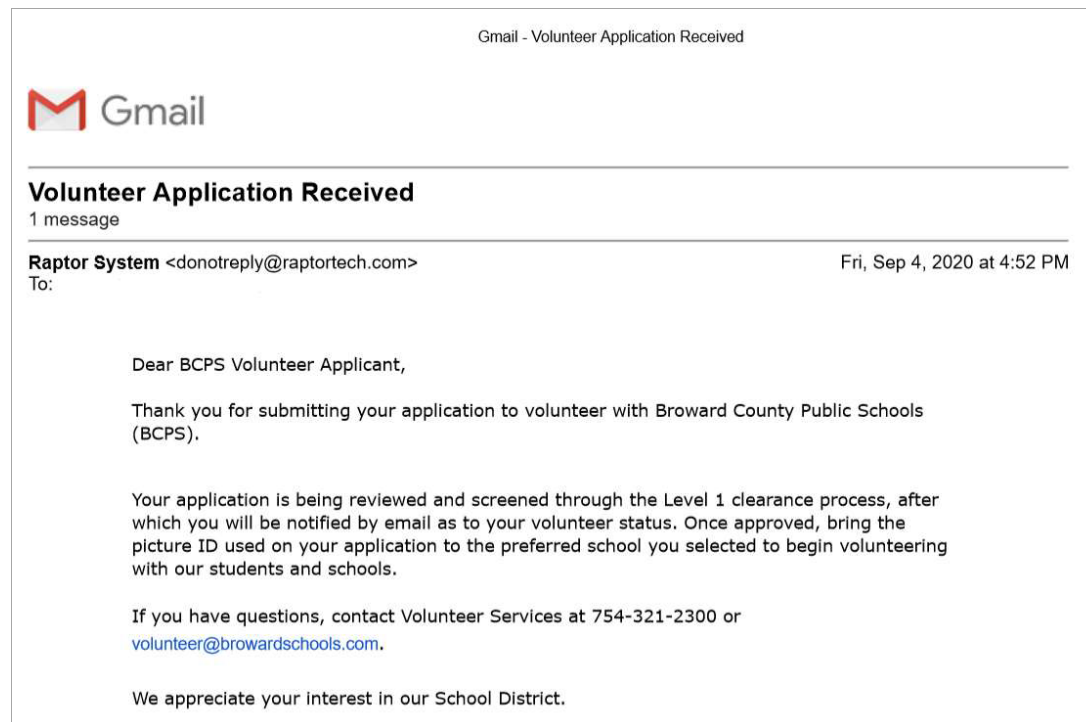 Gmail - Volunteer Application Received
Gmail
Volunteer Application Received
1 message
Raptor System <donotreply@raptortech.com>
Fri, Sep 4, 2020 at 4:52 PM
To:
Dear BCPS Volunteer Applicant,
Thank you for submitting your application to volunteer with Broward County Public Schools
(BCPS).
Your application is being reviewed and screened through the Level 1 clearance process, after
which you will be notified by email as to your volunteer status. Once approved, bring the
picture ID used on your application to the preferred school you selected to begin volunteering
with our students and schools.
If you have questions, contact Volunteer Services at 754-321-2300 or
volunteer@browardschools.com.
We appreciate your interest in our School District.